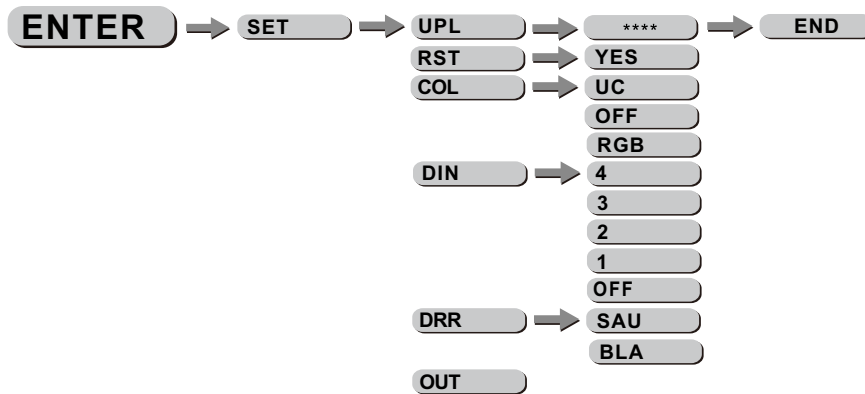 ENTER SET UPL **** END
RST YES
COL UC
OFF
RGB
DIN 4
3
2
1
OFF
DRR SAU
BLA
OUT